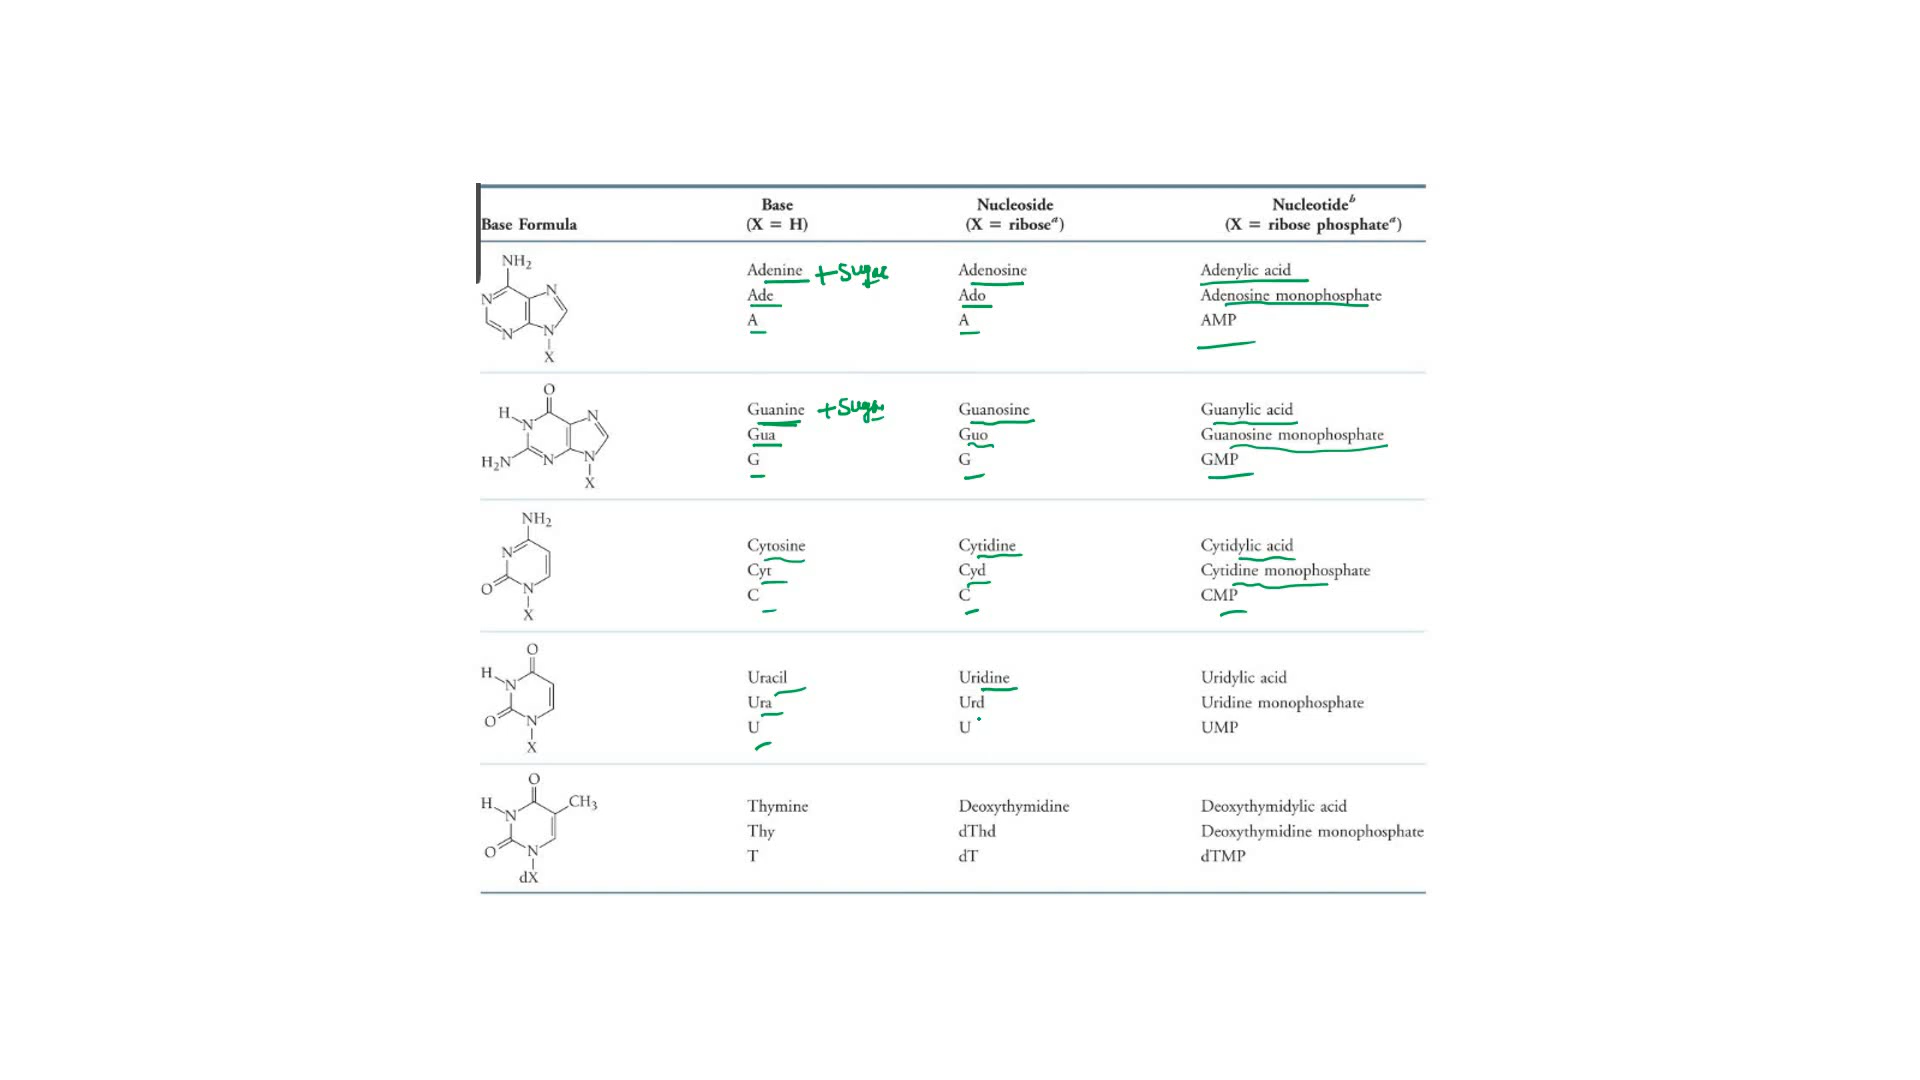 Base Formula
Base
(X = H)
Nucleoside
(X = riboseᵃ)
Nucleotideᵇ
(X = ribose phosphateᵃ)
NH₂
N
N
N
N
X
Adenine + Sugar
Ade
A
Adenosine
Ado
A
Adenylic acid
Adenosine monophosphate
AMP
O
H
N
N
H₂N
N
N
X
Guanine + Sugar
Gua
G
Guanosine
Guo
G
Guanylic acid
Guanosine monophosphate
GMP
NH₂
N
O
N
X
Cytosine
Cyt
C
Cytidine
Cyd
C
Cytidylic acid
Cytidine monophosphate
CMP
O
H
N
O
N
X
Uracil
Ura
U
Uridine
Urd
U
Uridylic acid
Uridine monophosphate
UMP
O
H
CH₃
N
O
N
dX
Thymine
Thy
T
Deoxythymidine
dThd
dT
Deoxythymidylic acid
Deoxythymidine monophosphate
dTMP